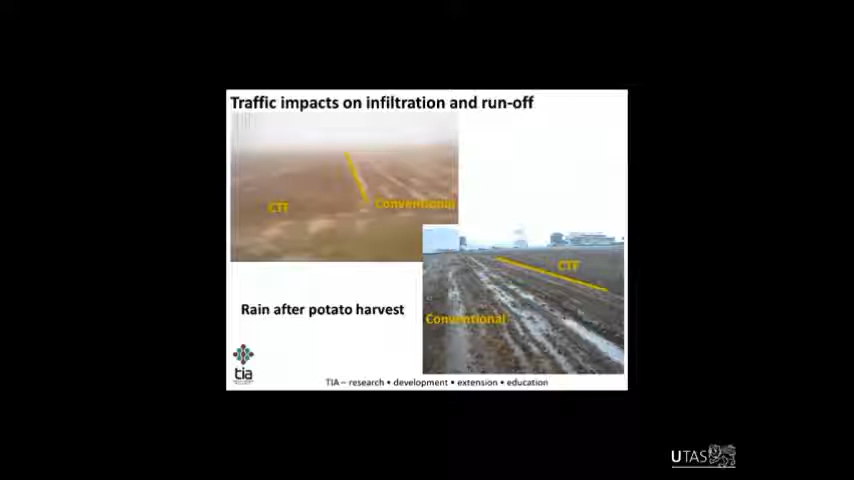 Traffic impacts on infiltration and run-off
CTF
Conventional
CTF
Conventional
Rain after potato harvest
tia
TIA – research • development • extension • education
UTAS